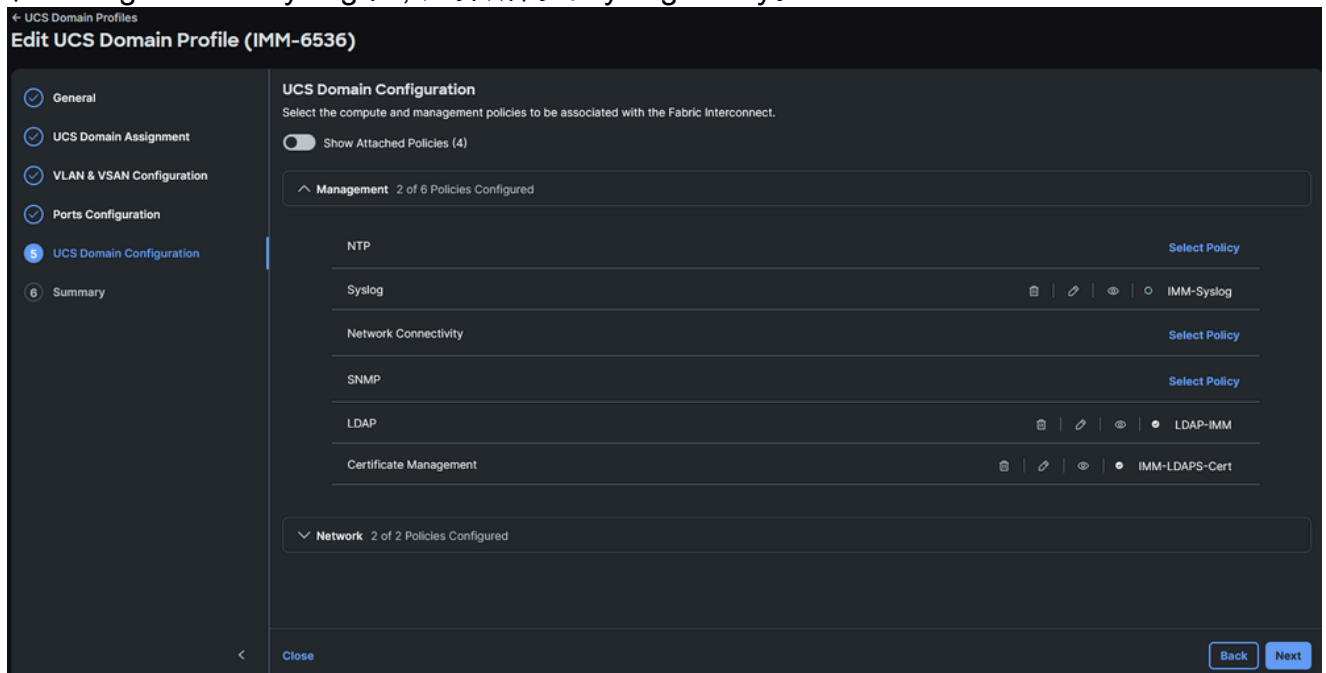 ← UCS Domain Profiles
Edit UCS Domain Profile (IMM-6536)
General
UCS Domain Assignment
VLAN & VSAN Configuration
Ports Configuration
5 UCS Domain Configuration
6 Summary
UCS Domain Configuration
Select the compute and management policies to be associated with the Fabric Interconnect.
Show Attached Policies (4)
Management 2 of 6 Policies Configured
NTP Select Policy
Syslog IMM-Syslog
Network Connectivity Select Policy
SNMP Select Policy
LDAP LDAP-IMM
Certificate Management IMM-LDAPS-Cert
Network 2 of 2 Policies Configured
Close Back Next